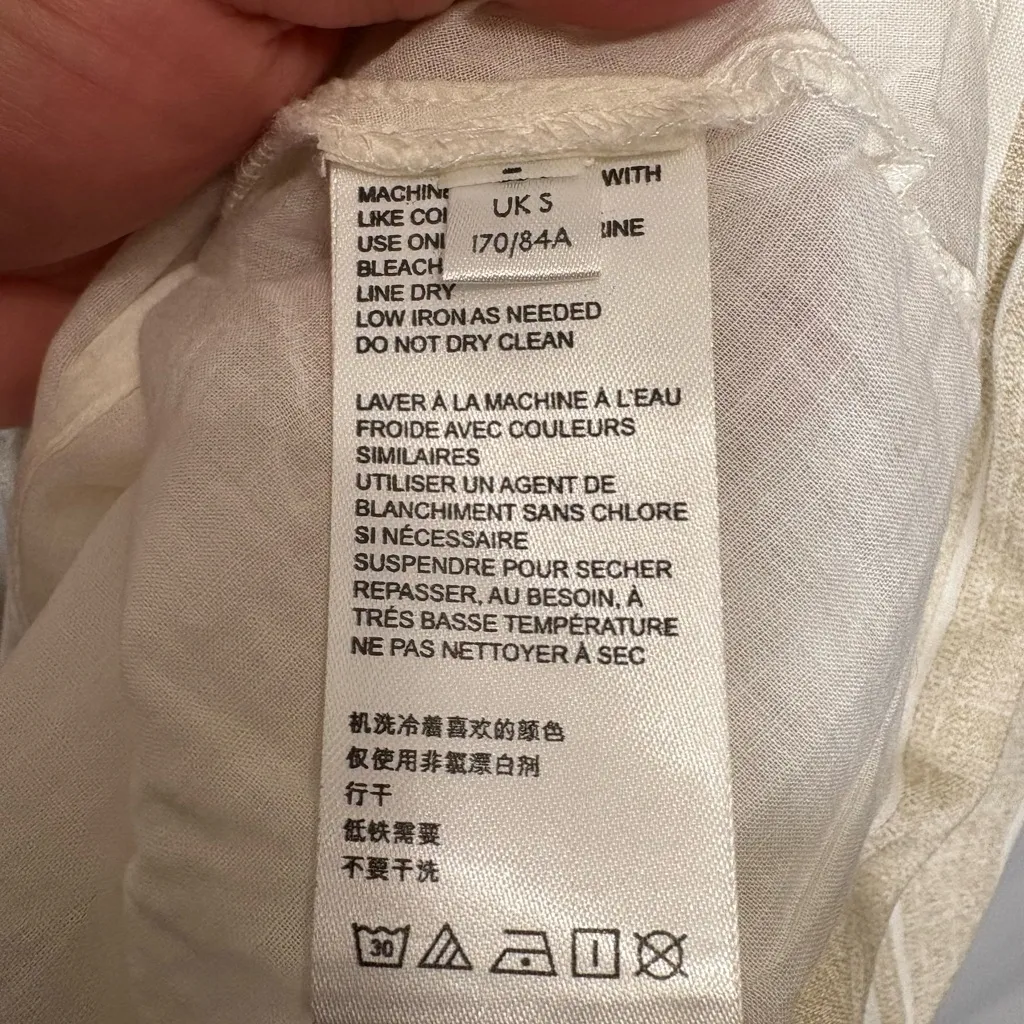 MACHINE
WITH
UK S
LIKE
170/84A
USE
BLEACH
LINE DRY
LOW IRON AS NEEDED
DO NOT DRY CLEAN
LAVER À LA MACHINE À L'EAU
FROIDE AVEC COULEURS
SIMILAIRES
UTILISER UN AGENT DE
BLANCHIMENT SANS CHLORE
SI NÉCESSAIRE
SUSPENDRE POUR SECHER
REPASSER, AU BESOIN, À
TRÉS BASSE TEMPÉRATURE
NE PAS NETTOYER À SEC
机洗冷着喜欢的颜色
仅使用非氯漂白剂
行干
低铁需要
不要干洗
30